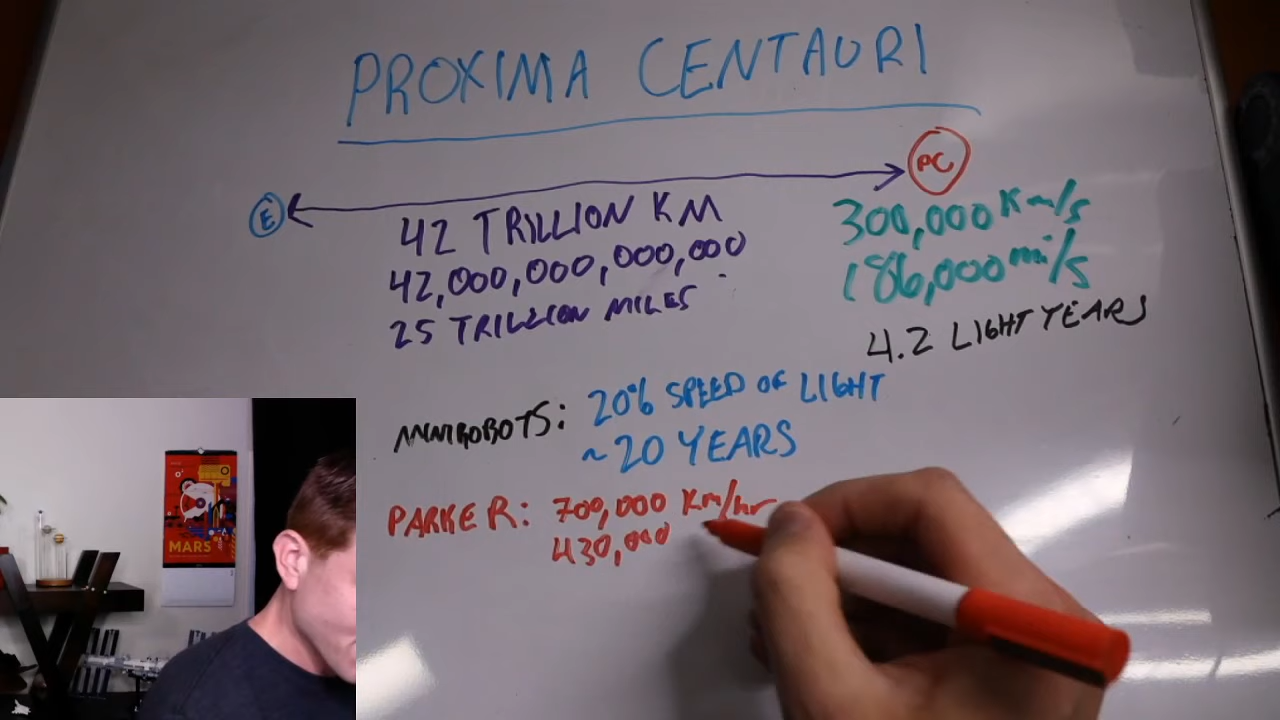 PROXIMA CENTAURI
PC
E
42 TRILLION KM
42,000,000,000,000
25 TRILLION MILES
300,000 Km/s
186,000 mi/s
4.2 LIGHT YEARS
MINIROBOTS: 20% SPEED OF LIGHT
~20 YEARS
PARKER: 700,000 Km/hr
430,000
MARS